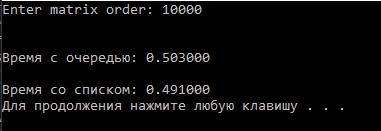 Enter matrix order: 10000
Время с очередью: 0.503000
Время со списком: 0.491000
Для продолжения нажмите любую клавишу . . .